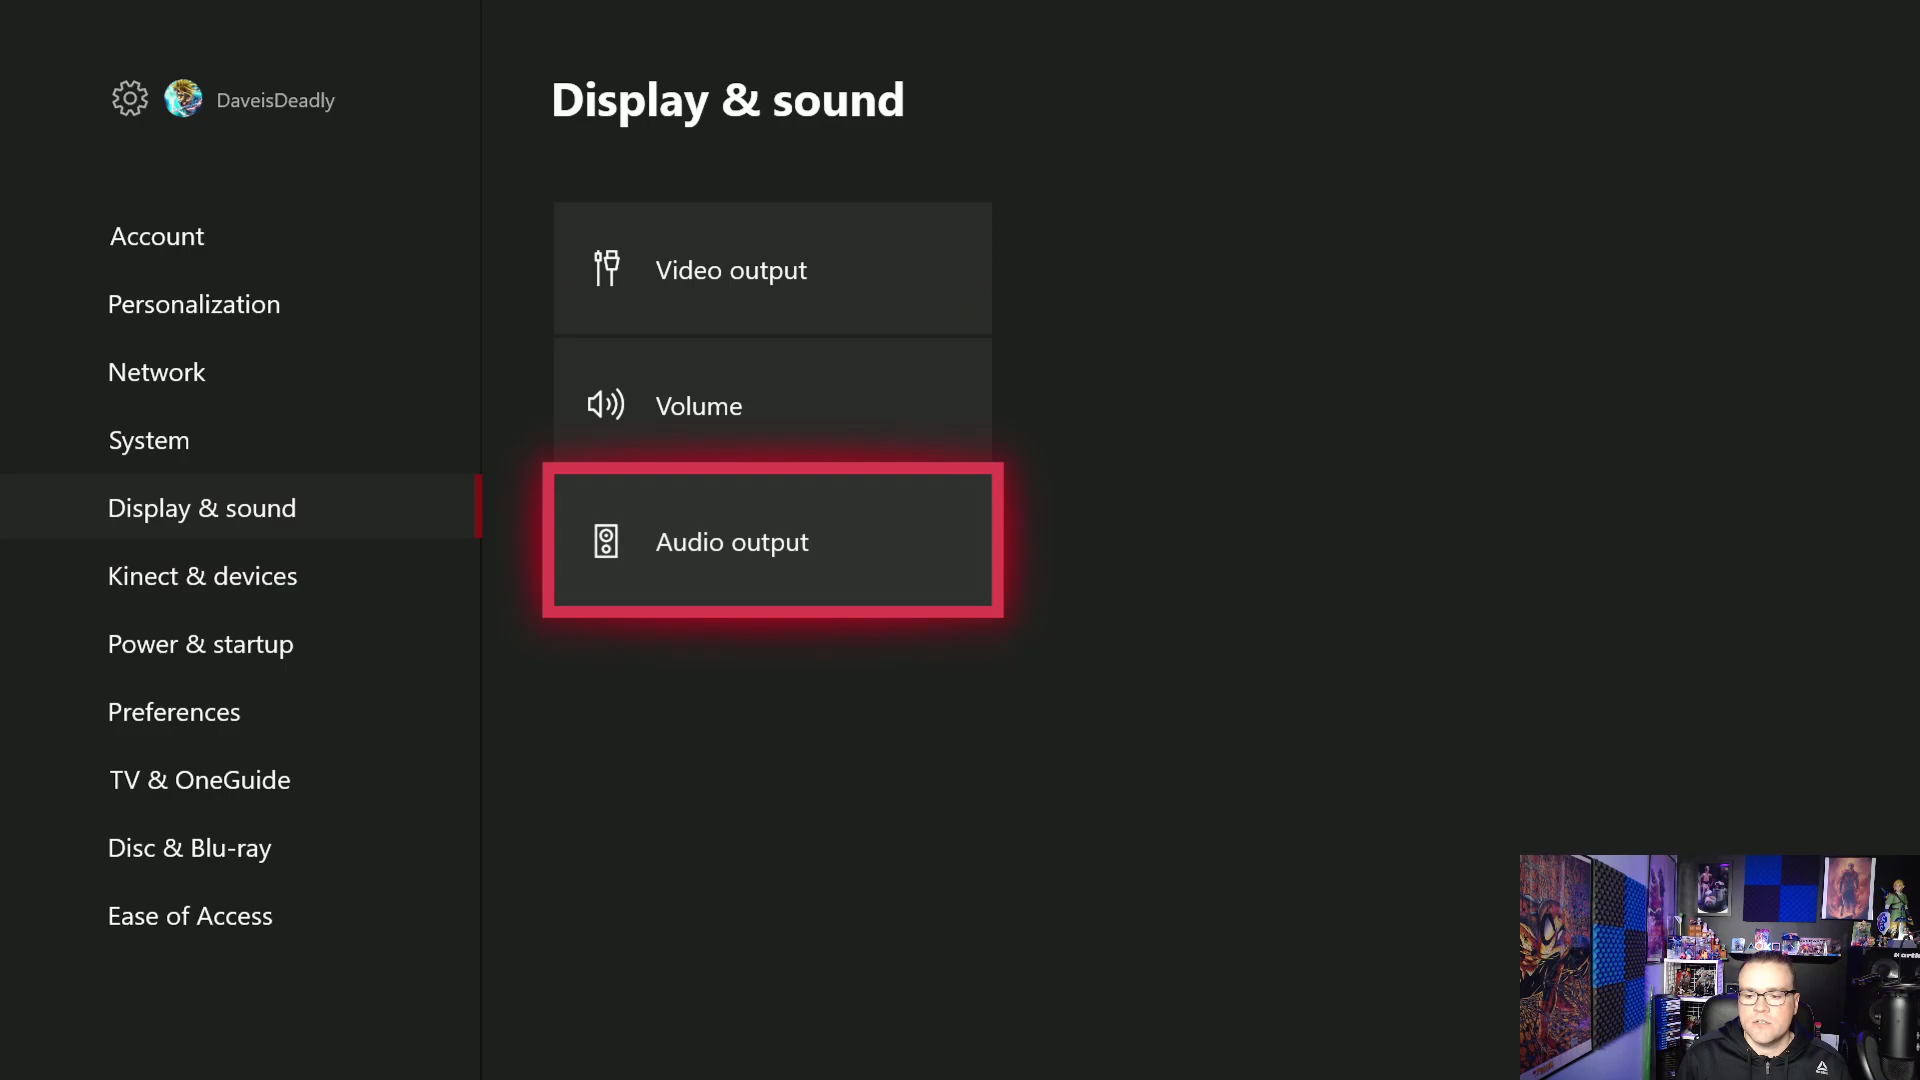 DaveisDeadly
Account
Personalization
Network
System
Display & sound
Kinect & devices
Power & startup
Preferences
TV & OneGuide
Disc & Blu-ray
Ease of Access
Display & sound
Video output
Volume
Audio output